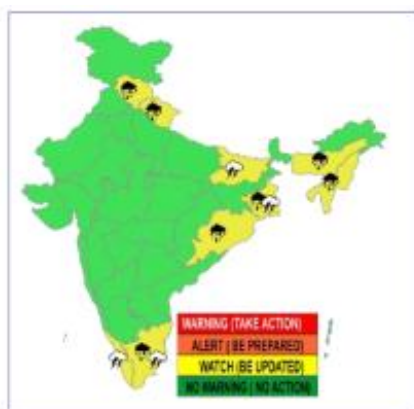 WARNING (TAKE ACTION)
ALERT ( BE PREPARED)
WATCH (BE UPDATED)
NO WARNING ( NO ACTION)